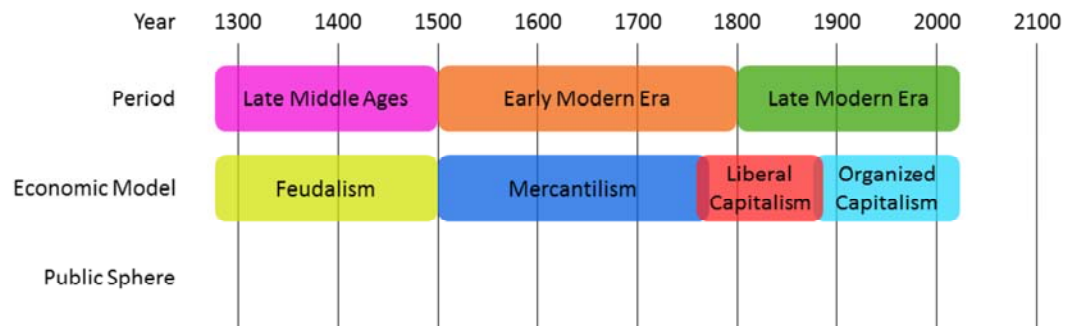 Year 1300 1400 1500 1600 1700 1800 1900 2000 2100
Period Late Middle Ages Early Modern Era Late Modern Era
Economic Model Feudalism Mercantilism Liberal Capitalism Organized Capitalism
Public Sphere